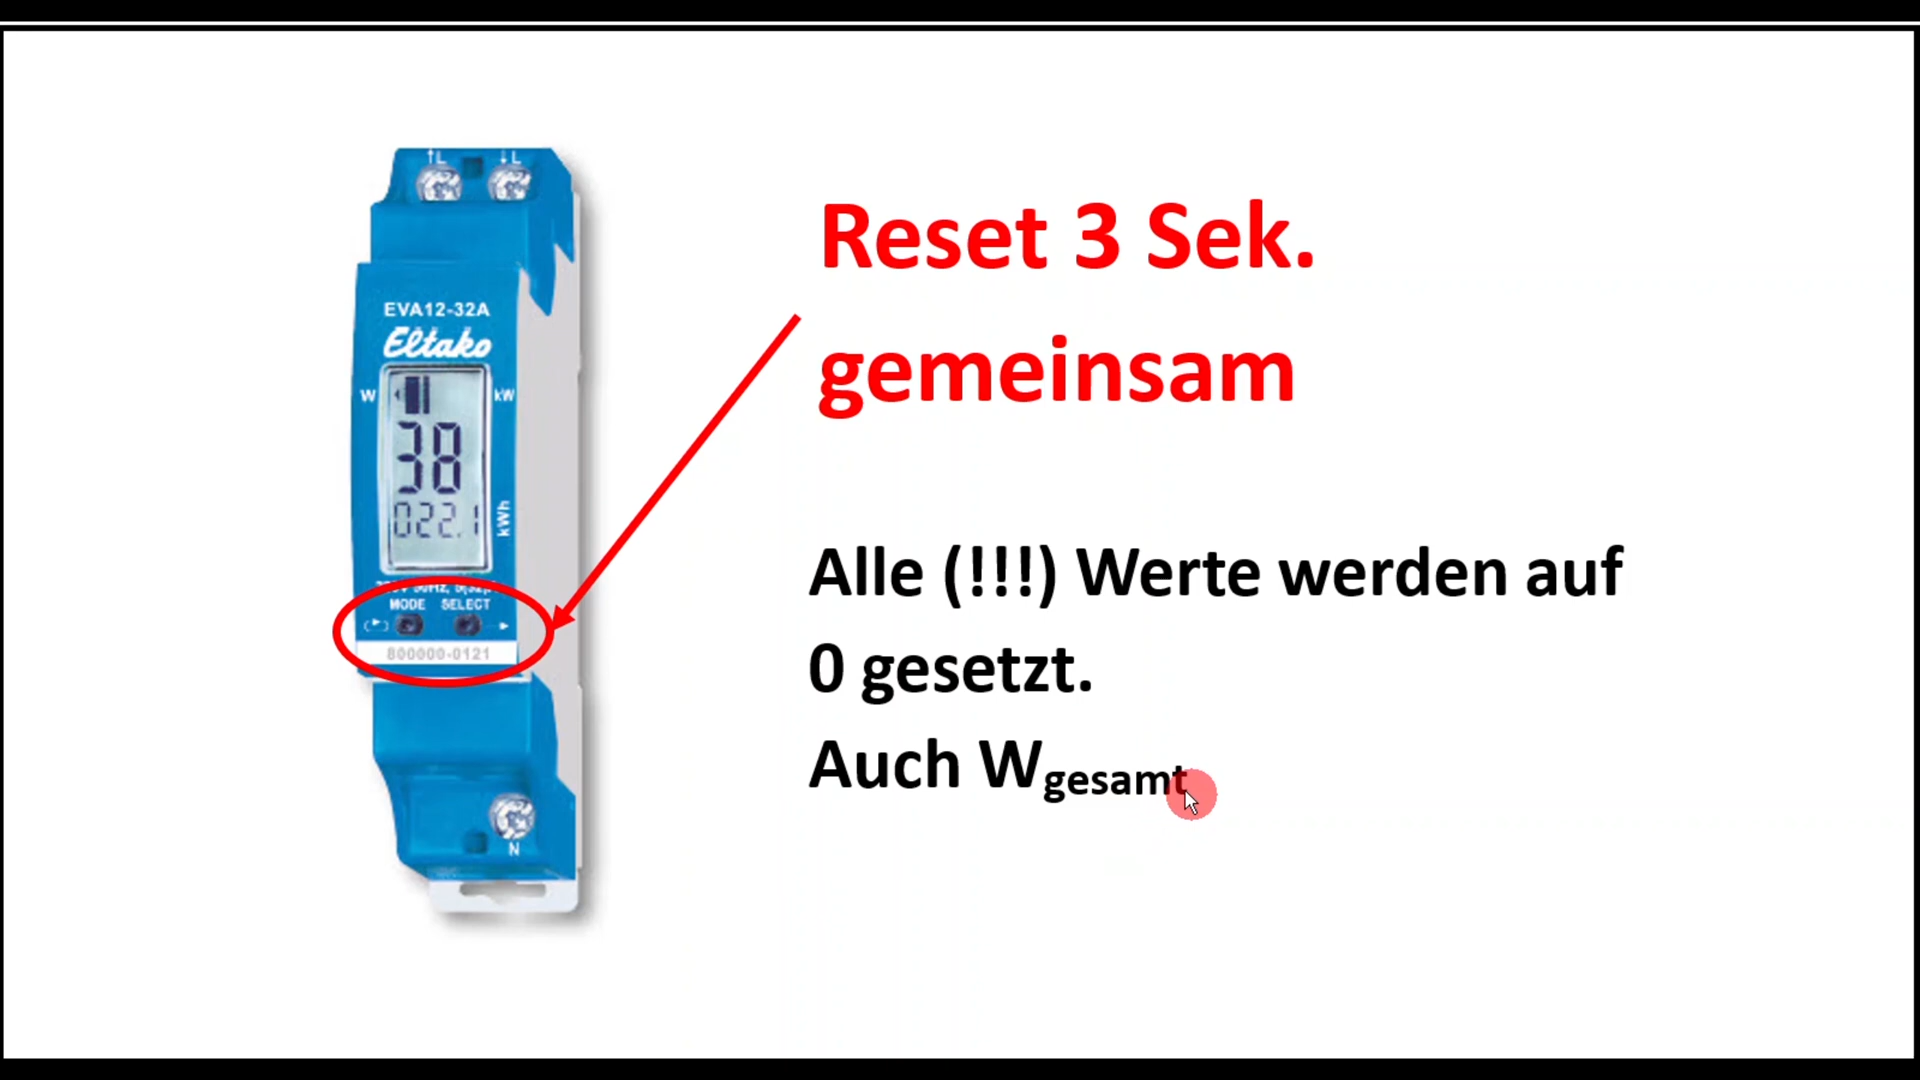 ↑L ↓L
EVA12-32A
Eltako
W kW
38
022.1 kWh
MODE SELECT
800000-0121
N
Reset 3 Sek.
gemeinsam
Alle (!!!) Werte werden auf
0 gesetzt.
Auch Wgesamt